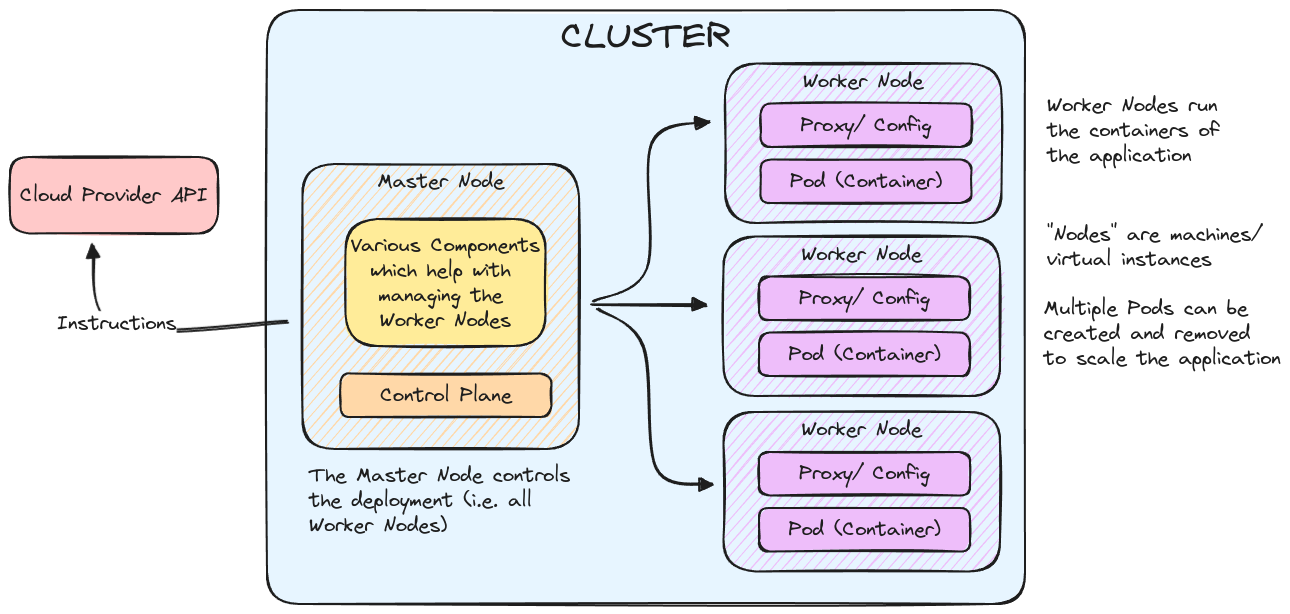 CLUSTER
Cloud Provider API
Instructions
Master Node
Various Components
which help with
managing the
Worker Nodes
Control Plane
The Master Node controls
the deployment (i.e. all
Worker Nodes)
Worker Node
Proxy/ Config
Pod (Container)
Worker Node
Proxy/ Config
Pod (Container)
Worker Node
Proxy/ Config
Pod (Container)
Worker Nodes run
the containers of
the application
"Nodes" are machines/
virtual instances
Multiple Pods can be
created and removed
to scale the application